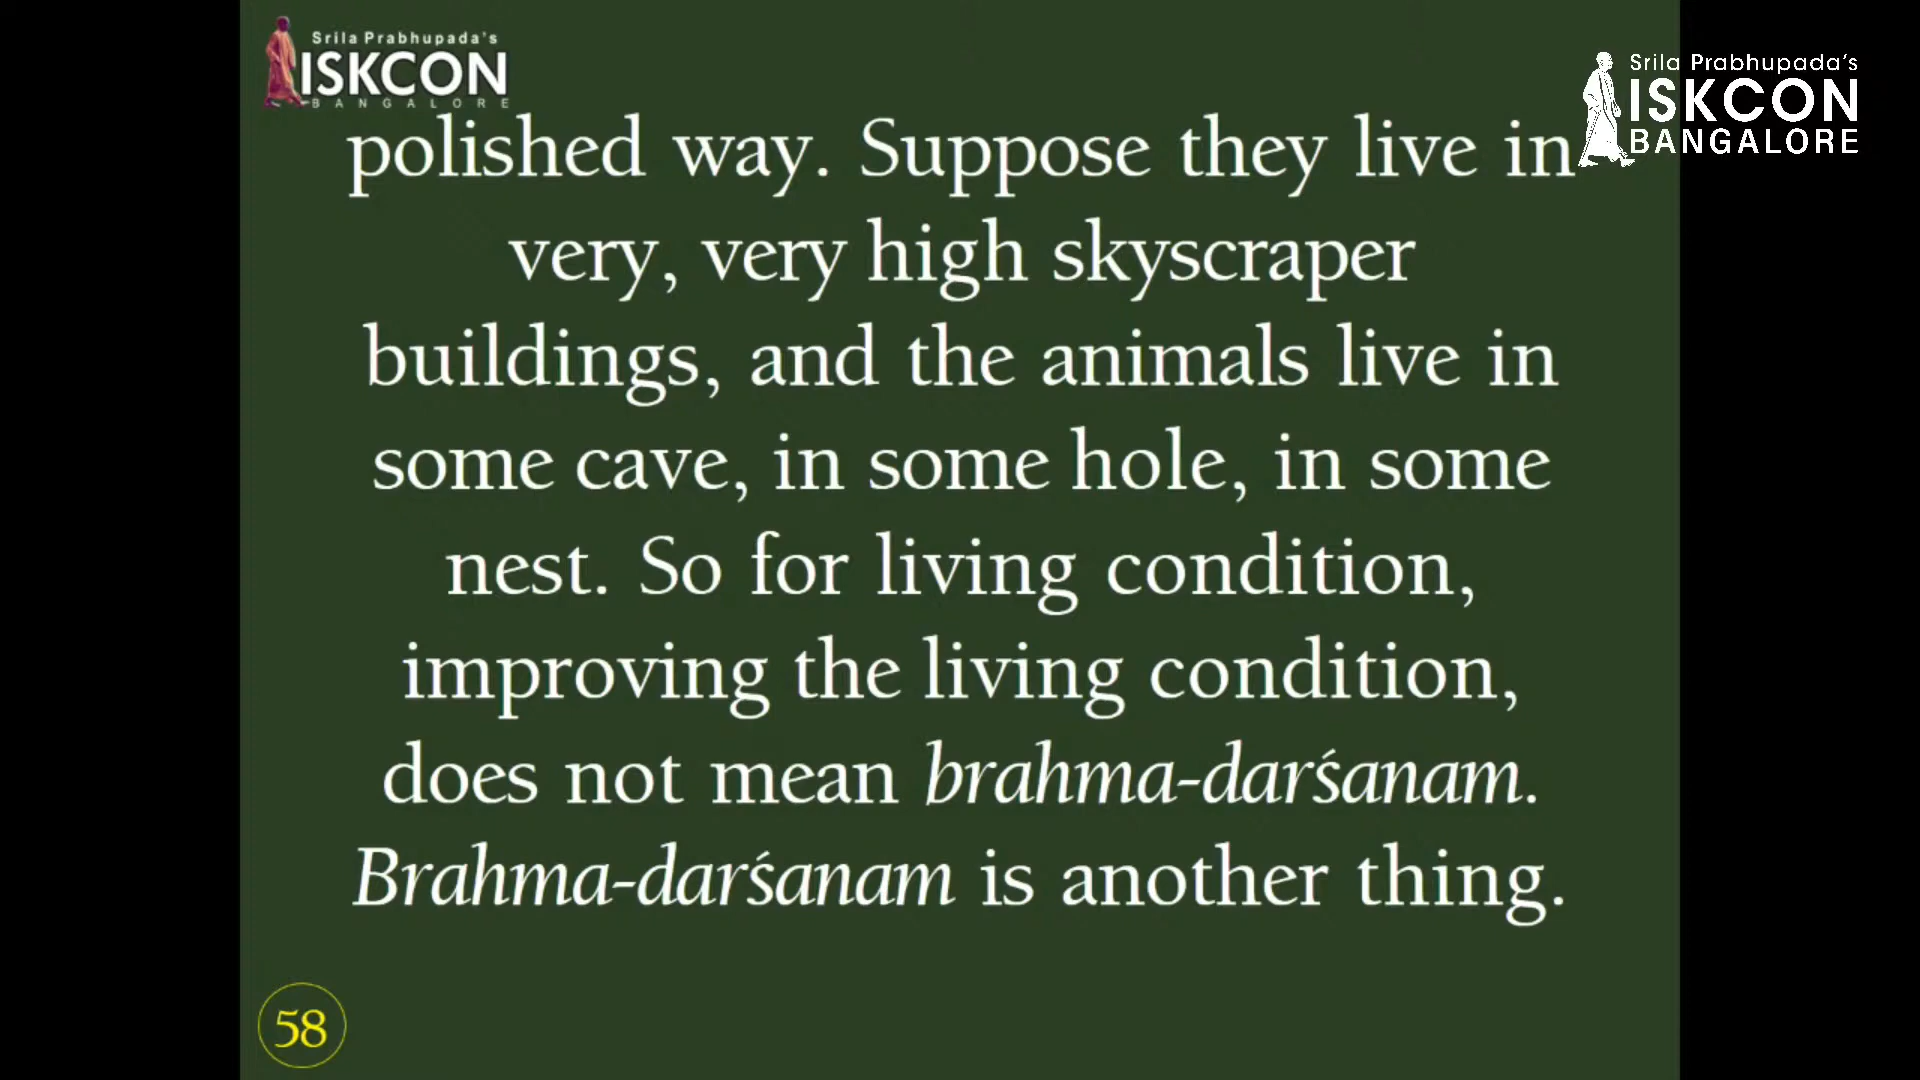 Srila Prabhupada's
ISKCON
BANGALORE
Srila Prabhupada's
ISKCON
BANGALORE
polished way. Suppose they live in
very, very high skyscraper
buildings, and the animals live in
some cave, in some hole, in some
nest. So for living condition,
improving the living condition,
does not mean brahma-darśanam.
Brahma-darśanam is another thing.
58